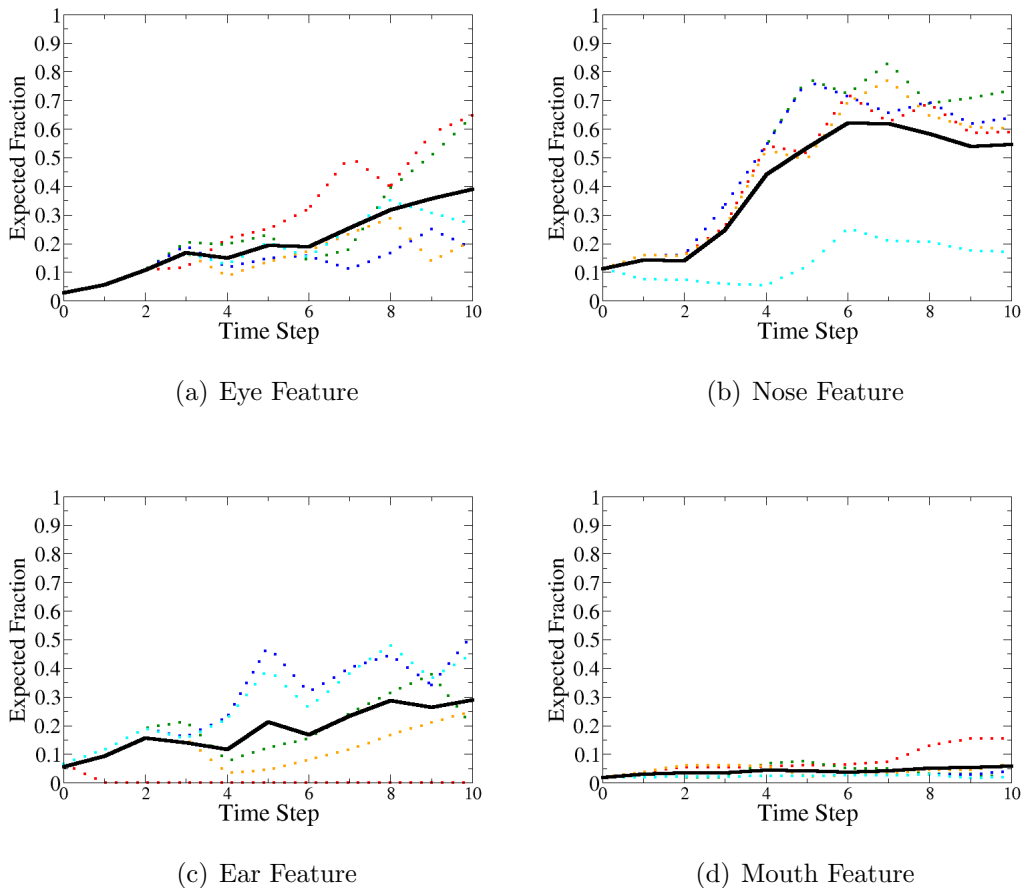 1
0.9
0.8
0.7
0.6
0.5
0.4
0.3
0.2
0.1
0
Expected Fraction
0 2 4 6 8 10
Time Step
(a) Eye Feature
1
0.9
0.8
0.7
0.6
0.5
0.4
0.3
0.2
0.1
0
Expected Fraction
0 2 4 6 8 10
Time Step
(b) Nose Feature
1
0.9
0.8
0.7
0.6
0.5
0.4
0.3
0.2
0.1
0
Expected Fraction
0 2 4 6 8 10
Time Step
(c) Ear Feature
1
0.9
0.8
0.7
0.6
0.5
0.4
0.3
0.2
0.1
0
Expected Fraction
0 2 4 6 8 10
Time Step
(d) Mouth Feature